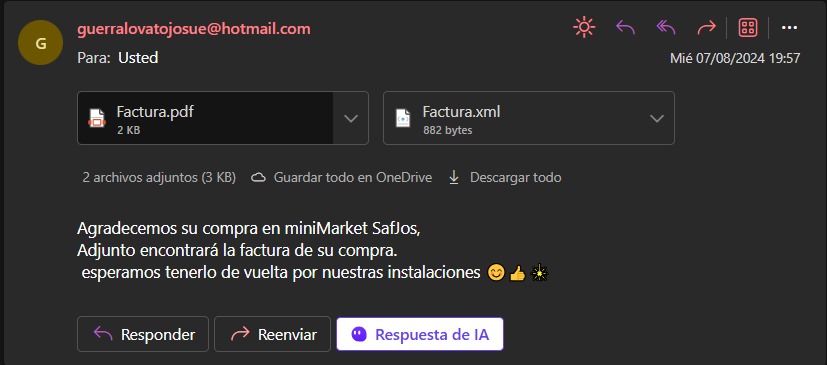 guerralovatojosue@hotmail.com
G
Para: Usted
Mié 07/08/2024 19:57
Factura.pdf
2 KB
Factura.xml
882 bytes
2 archivos adjuntos (3 KB) Guardar todo en OneDrive Descargar todo
Agradecemos su compra en miniMarket SafJos,
Adjunto encontrará la factura de su compra.
esperamos tenerlo de vuelta por nuestras instalaciones 😊👍☀
Responder Reenviar Respuesta de IA